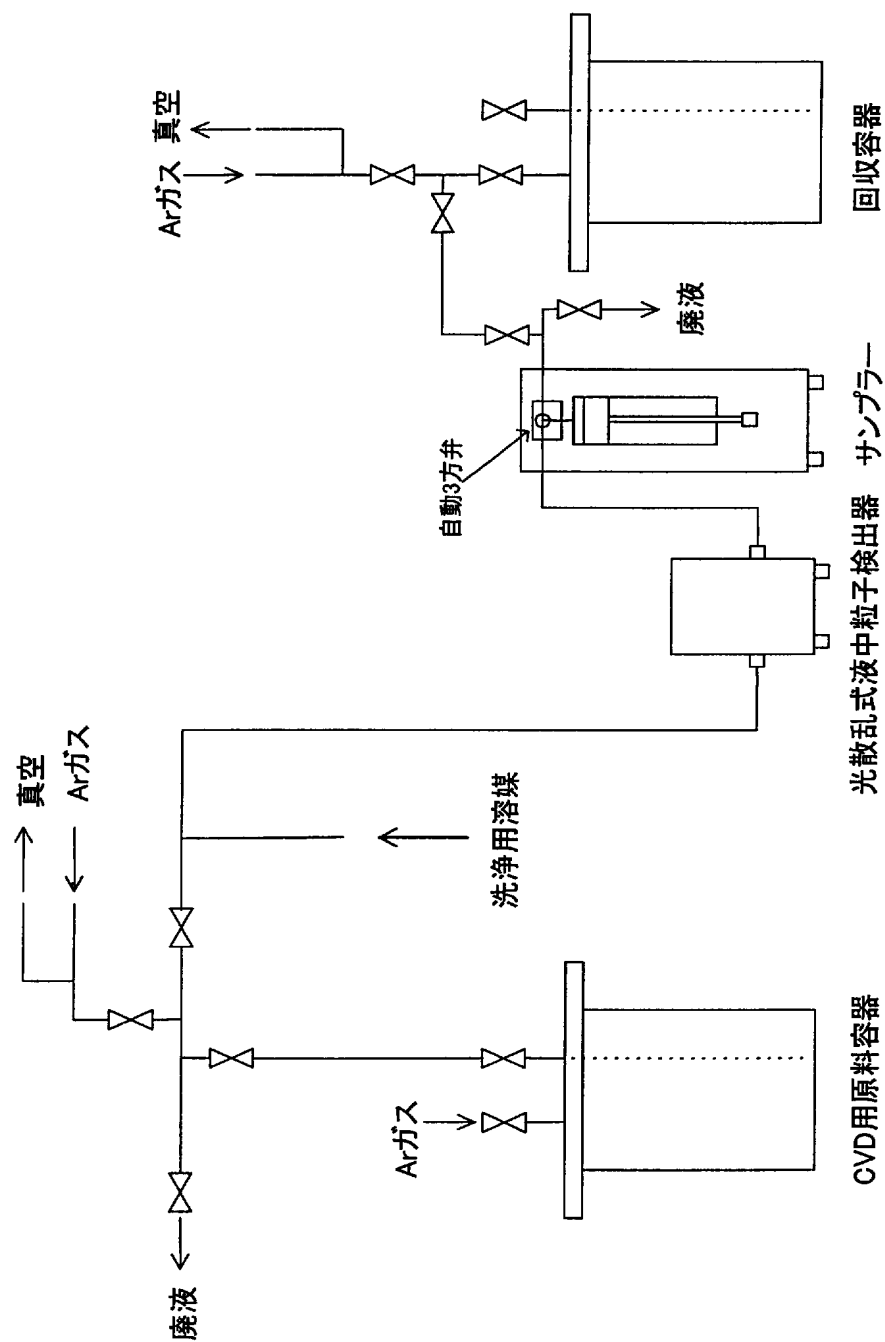 真空
Arガス
洗浄用溶媒
廃液
Arガス
CVD用原料容器
真空
Arガス
自動3方弁
廃液
光散乱式液中粒子検出器
サンプラー
回収容器